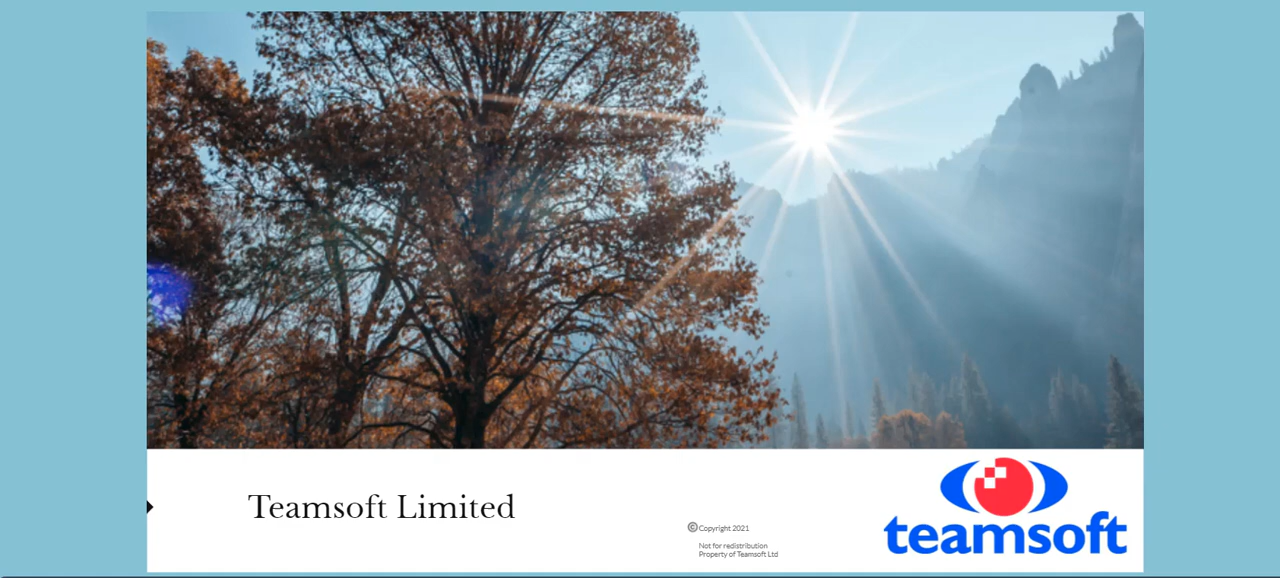 Teamsoft Limited
© Copyright 2021
Not for redistribution
Property of Teamsoft Ltd
teamsoft